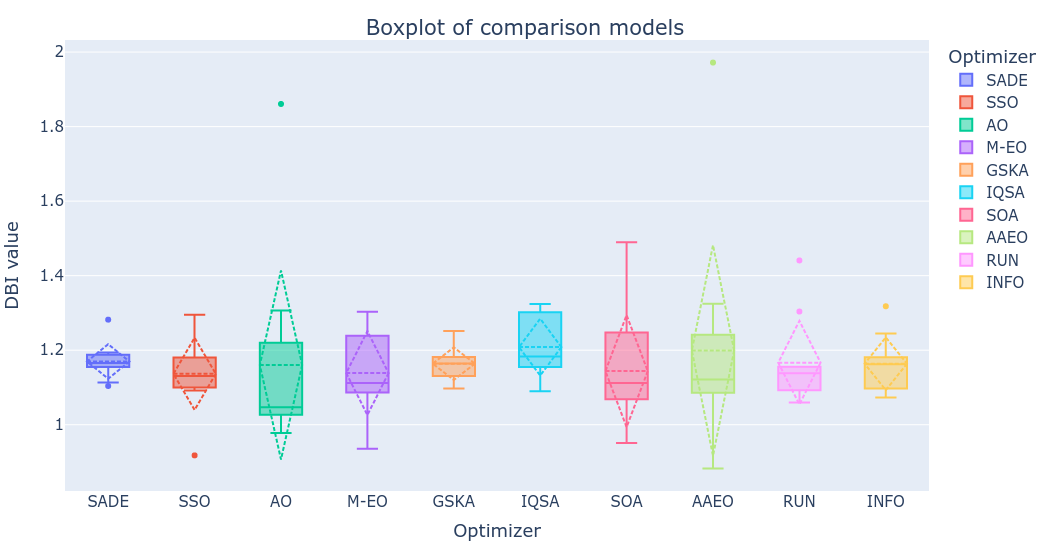 Boxplot of comparison models
DBI value
2
1.8
1.6
1.4
1.2
1
SADE
SSO
AO
M-EO
GSKA
IQSA
SOA
AAEO
RUN
INFO
Optimizer
Optimizer
SADE
SSO
AO
M-EO
GSKA
IQSA
SOA
AAEO
RUN
INFO